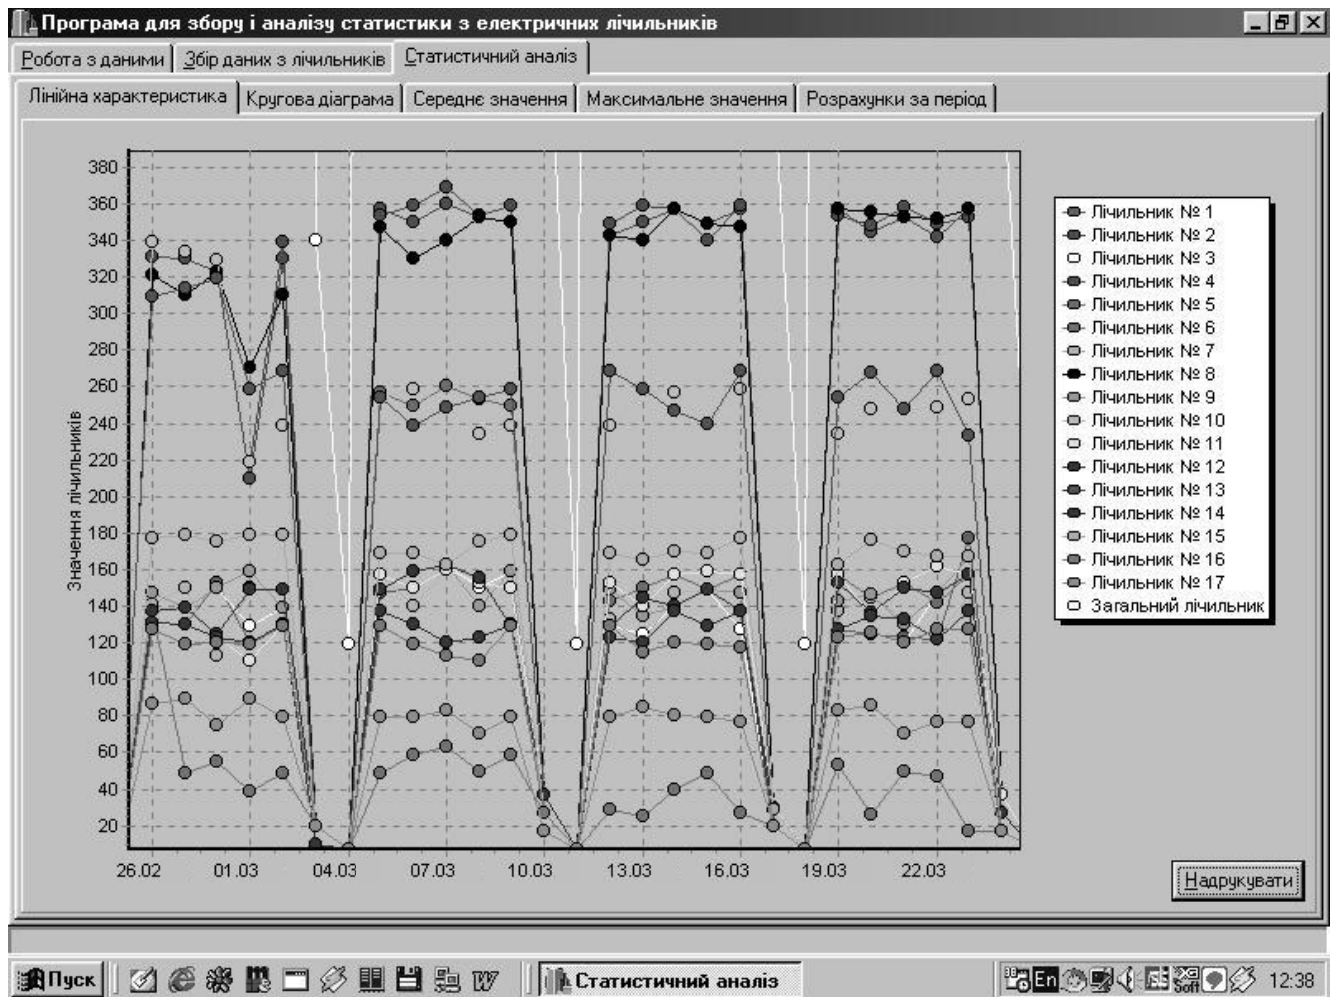 Програма для збору і аналізу статистики з електричних лічильників
Робота з даними Збір даних з лічильників Статистичний аналіз
Лінійна характеристика Кругова діаграма Середнє значення Максимальне значення Розрахунки за період
Значення лічильників
380
360
340
320
300
280
260
240
220
200
180
160
140
120
100
80
60
40
20
26.02 01.03 04.03 07.03 10.03 13.03 16.03 19.03 22.03
Лічильник № 1
Лічильник № 2
Лічильник № 3
Лічильник № 4
Лічильник № 5
Лічильник № 6
Лічильник № 7
Лічильник № 8
Лічильник № 9
Лічильник № 10
Лічильник № 11
Лічильник № 12
Лічильник № 13
Лічильник № 14
Лічильник № 15
Лічильник № 16
Лічильник № 17
Загальний лічильник
Надрукувати
Пуск Статистичний аналіз En 12:38